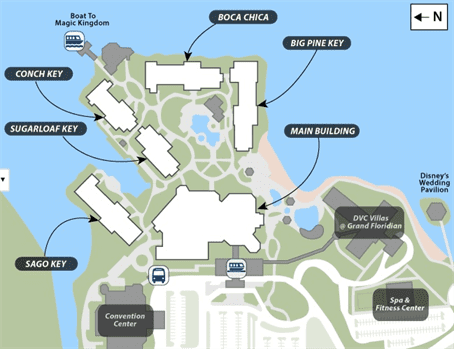 Boat To
Magic Kingdom
BOCA CHICA
N
BIG PINE KEY
CONCH KEY
SUGARLOAF KEY
MAIN BUILDING
Disney's
Wedding
Pavilion
DVC Villas
@ Grand Floridian
SAGO KEY
Convention
Center
Spa &
Fitness Center